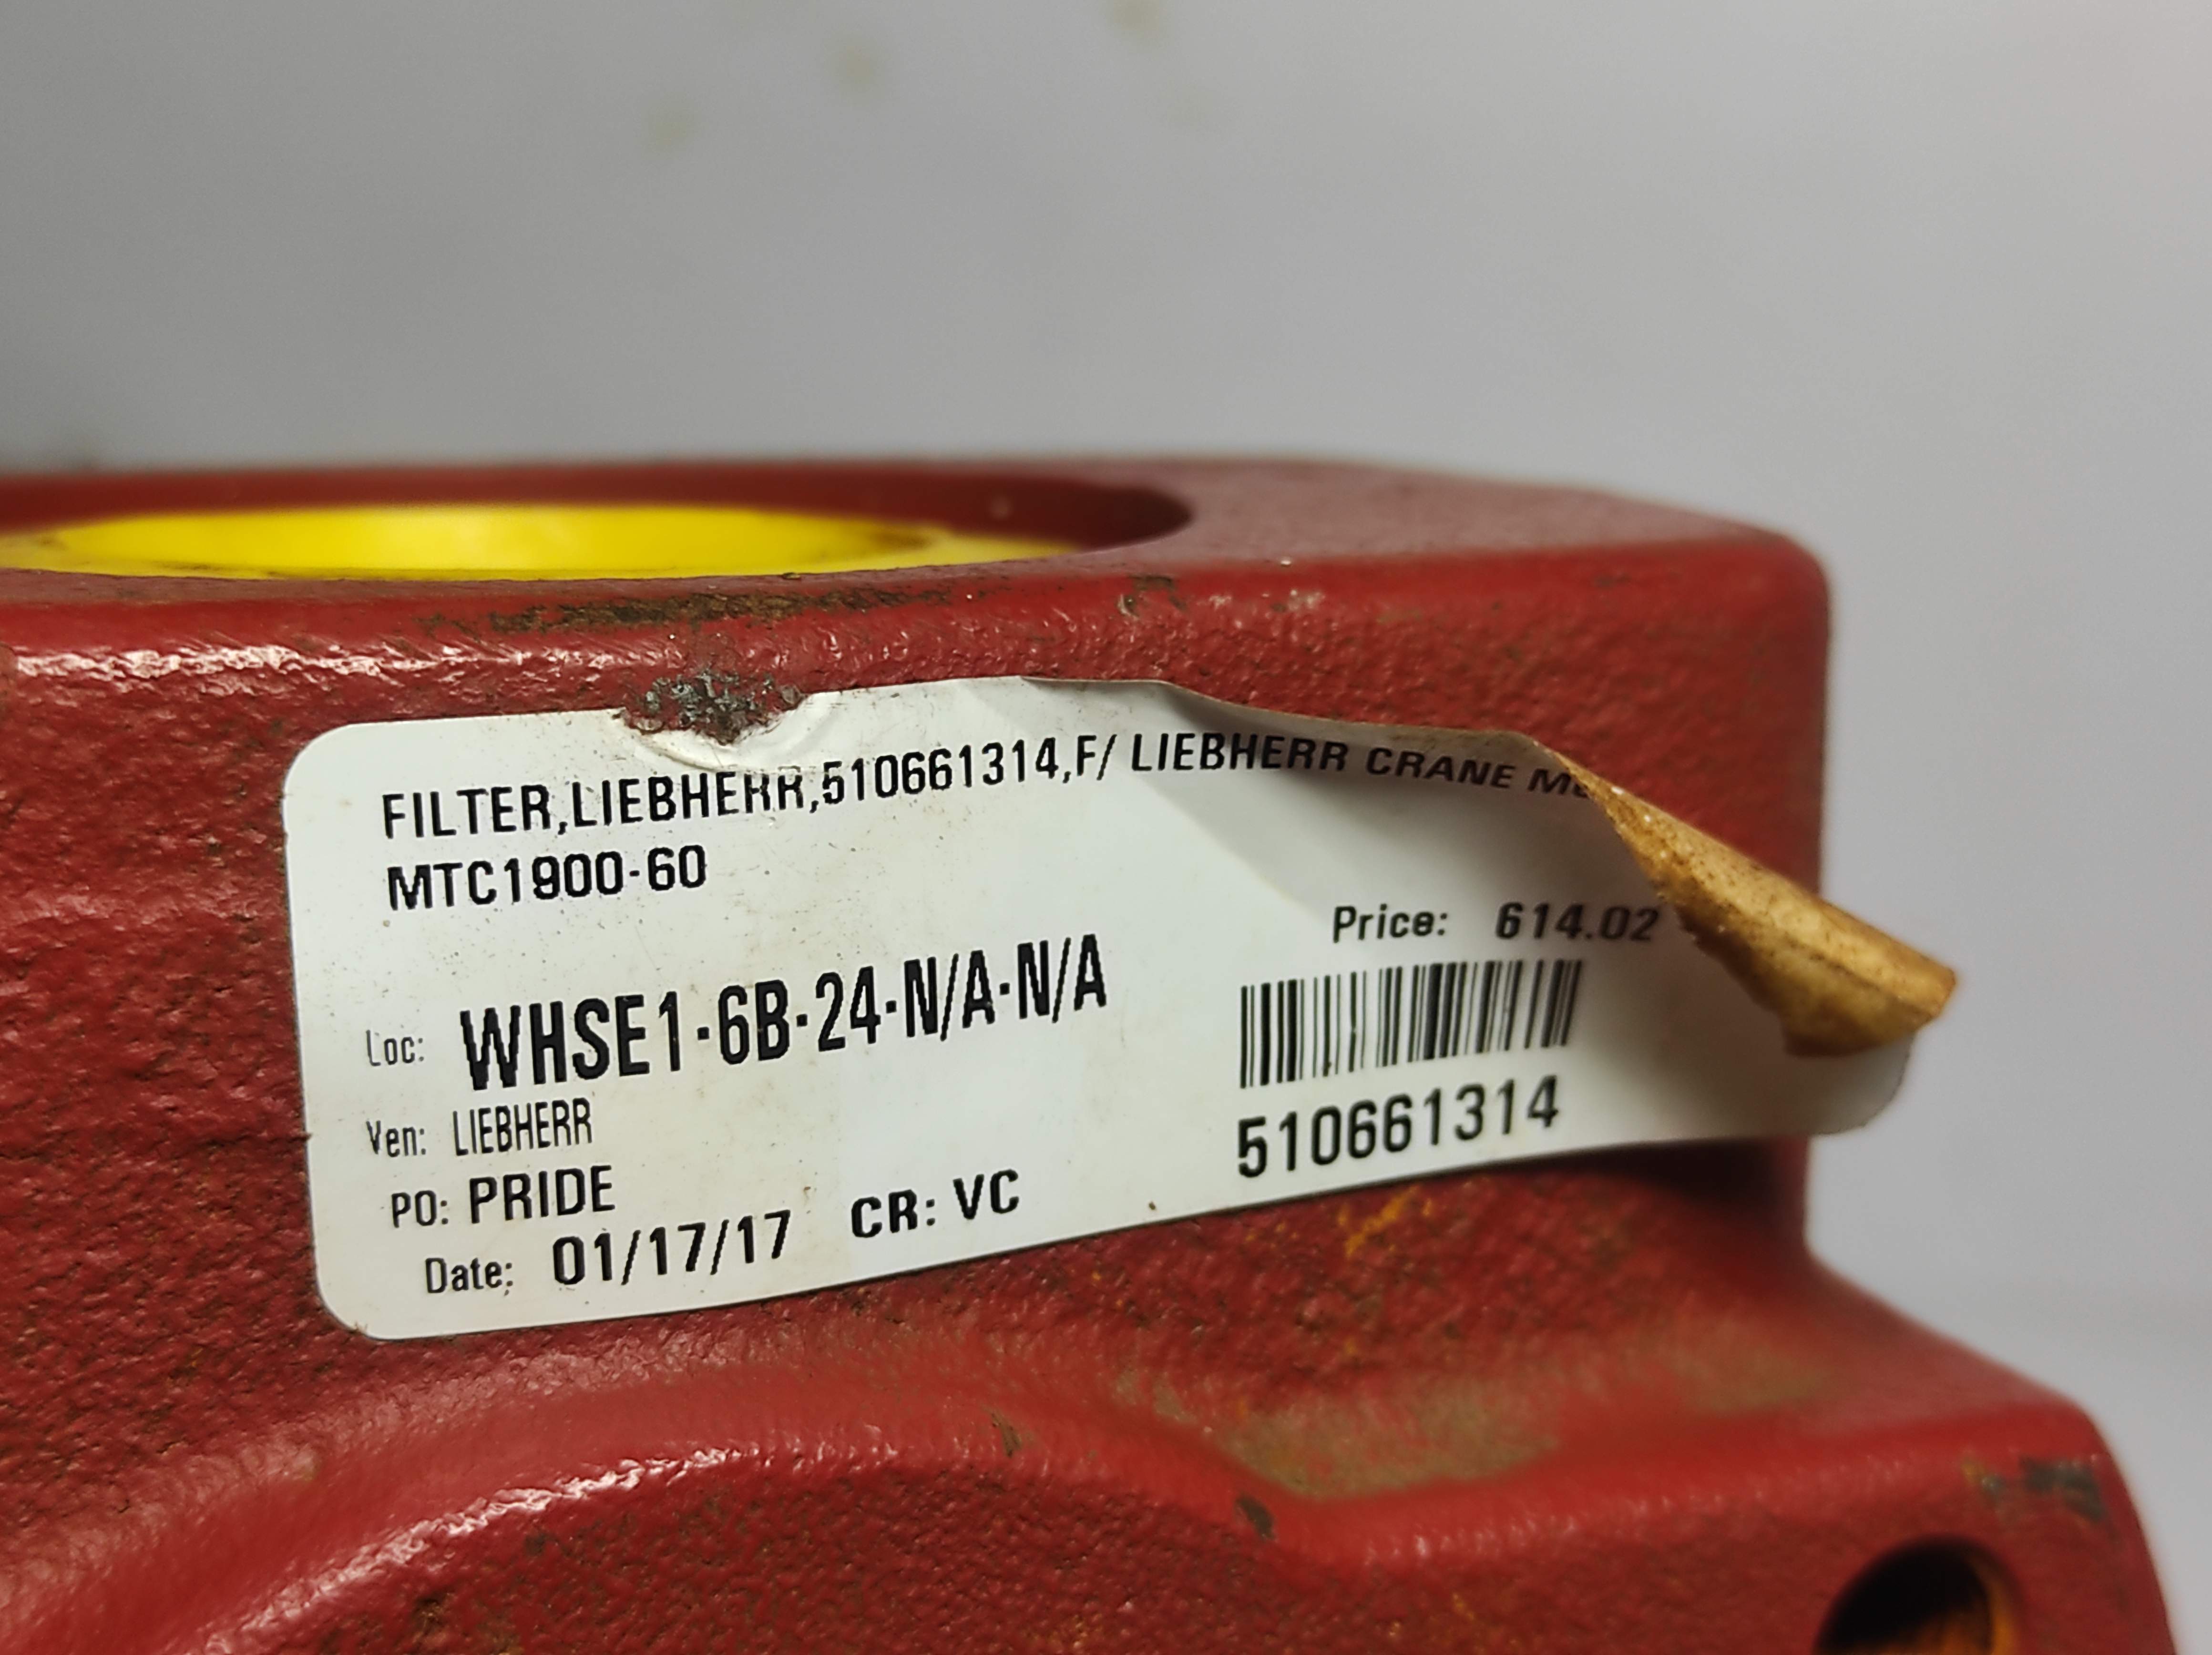 FILTER,LIEBHERR,510661314,F/ LIEBHERR CRANE
MTC1900-60
Price: 614.02
Loc: WHSE1-6B-24-N/A-N/A
Ven: LIEBHERR
510661314
PO: PRIDE
Date: 01/17/17 CR: VC